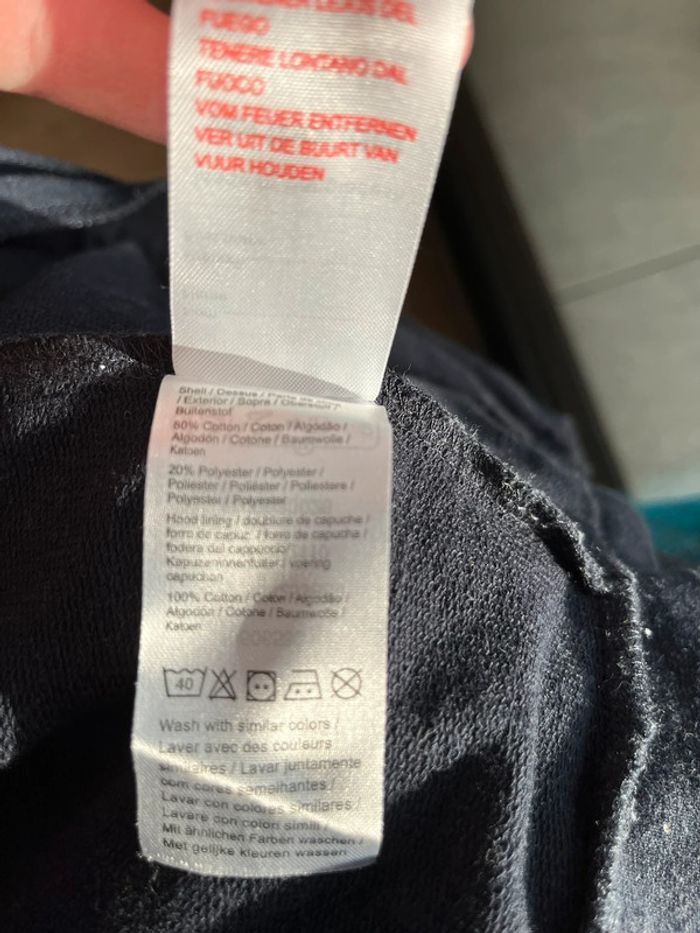 LEJOS DEL
FUEGO
TENERE LONTANO DAL
FUOCO
VOM FEUER ENTFERNEN
VER UIT DE BUURT VAN
VUUR HOUDEN
Shell / Dessus /
/ Exterior / Sopra / Oberstoff /
Buitenstof
80% Cotton / Coton / Algodão /
Algodón / Cotone / Baumwolle /
Katoen
20% Polyester / Polyester /
Poliéster / Poliéster / Poliestere /
Polyester / Polyester
Hood lining / doublure de capuche /
forro de capuz / forro de capucha /
fodera del cappuccio/
Kapuzeninnenfutter/ voering
capuchon
100% Cotton / Coton / Algodão /
Algodón / Cotone / Baumwolle /
Katoen
40
Wash with similar colors /
Laver avec des couleurs
similaires / Lavar juntamente
com cores semelhantes /
Lavar con colores similares /
Lavare con colori simili /
Mit ähnlichen Farben waschen /
Met gelijke kleuren wassen